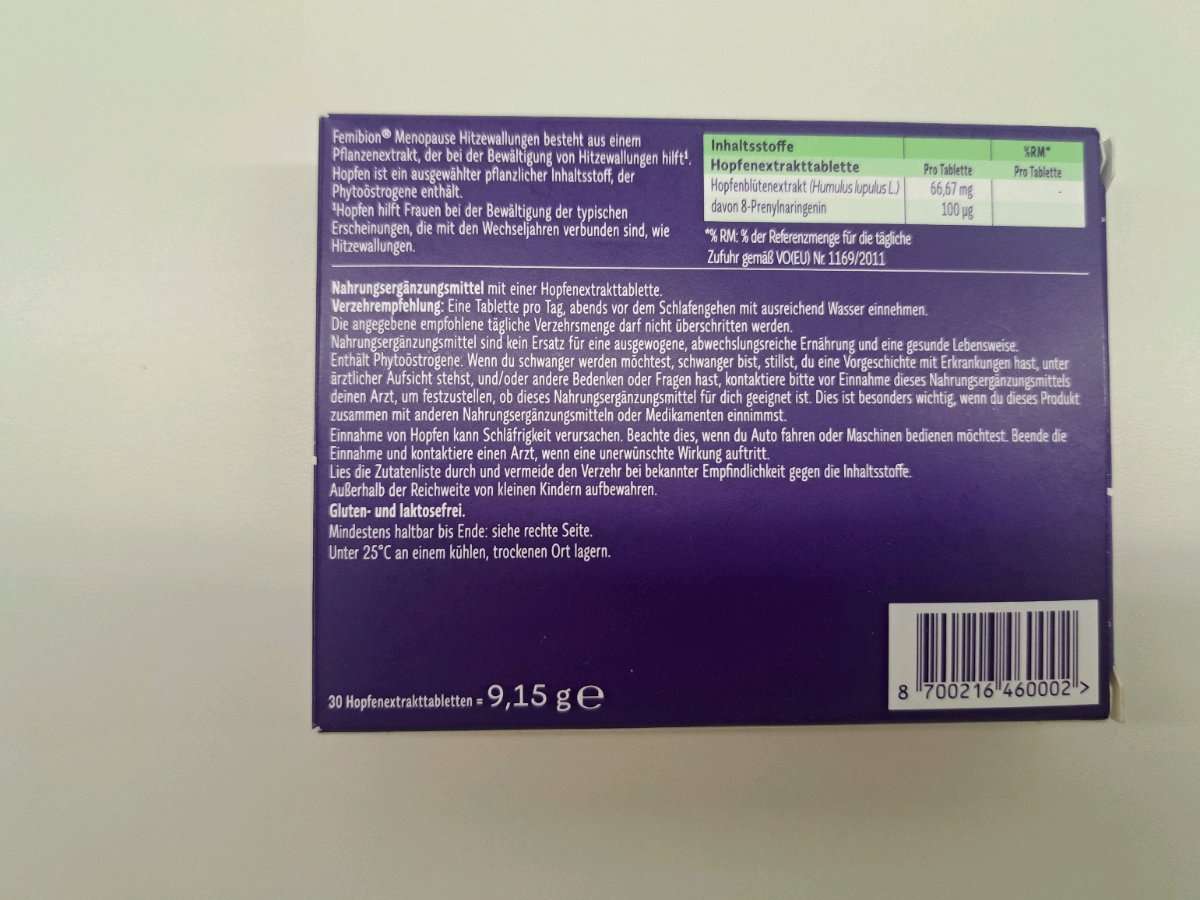 Femibion® Menopause Hitzewallungen besteht aus einem
Pflanzenextrakt, der bei der Bewältigung von Hitzewallungen hilft¹.
Hopfen ist ein ausgewählter pflanzlicher Inhaltsstoff, der
Phytoöstrogene enthält.
¹Hopfen hilft Frauen bei der Bewältigung der typischen
Erscheinungen, die mit den Wechseljahren verbunden sind, wie
Hitzewallungen.
Inhaltsstoffe %RM*
Hopfenextrakttablette Pro Tablette Pro Tablette
Hopfenblütenextrakt (Humulus lupulus L.) 66,67 mg -
davon 8-Prenylnaringenin 100 µg
*% RM: % der Referenzmenge für die tägliche
Zufuhr gemäß VO(EU) Nr. 1169/2011
Nahrungsergänzungsmittel mit einer Hopfenextrakttablette.
Verzehrempfehlung: Eine Tablette pro Tag, abends vor dem Schlafengehen mit ausreichend Wasser einnehmen.
Die angegebene empfohlene tägliche Verzehrsmenge darf nicht überschritten werden.
Nahrungsergänzungsmittel sind kein Ersatz für eine ausgewogene, abwechslungsreiche Ernährung und eine gesunde Lebensweise.
Enthält Phytoöstrogene. Wenn du schwanger werden möchtest, schwanger bist, stillst, du eine Vorgeschichte mit Erkrankungen hast, unter
ärztlicher Aufsicht stehst, und/oder andere Bedenken oder Fragen hast, kontaktiere bitte vor Einnahme dieses Nahrungsergänzungsmittels
deinen Arzt, um festzustellen, ob dieses Nahrungsergänzungsmittel für dich geeignet ist. Dies ist besonders wichtig, wenn du dieses Produkt
zusammen mit anderen Nahrungsergänzungsmitteln oder Medikamenten einnimmst.
Einnahme von Hopfen kann Schläfrigkeit verursachen. Beachte dies, wenn du Auto fahren oder Maschinen bedienen möchtest. Beende die
Einnahme und kontaktiere einen Arzt, wenn eine unerwünschte Wirkung auftritt.
Lies die Zutatenliste durch und vermeide den Verzehr bei bekannter Empfindlichkeit gegen die Inhaltsstoffe.
Außerhalb der Reichweite von kleinen Kindern aufbewahren.
Gluten- und laktosefrei.
Mindestens haltbar bis Ende: siehe rechte Seite.
Unter 25°C an einem kühlen, trockenen Ort lagern.
30 Hopfenextrakttabletten = 9,15 g ℮
8 700216 460002 >